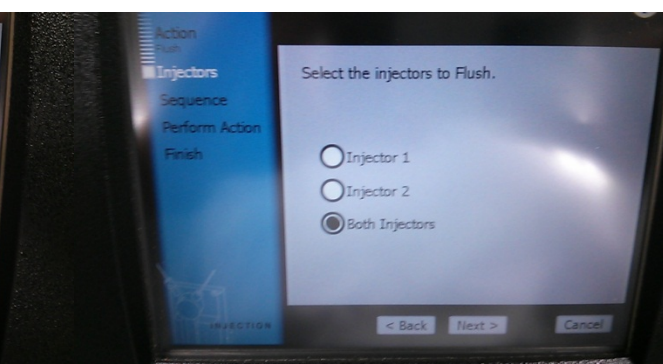 Action
Flush
Injectors
Sequence
Perform Action
Finish
INJECTION
Select the injectors to Flush.
Injector 1
Injector 2
Both Injectors
< Back
Next >
Cancel